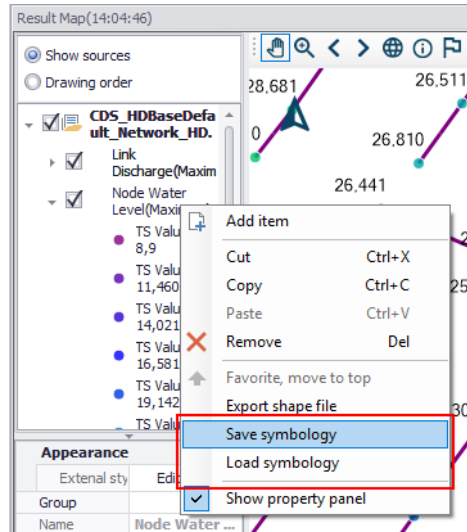 Result Map(14:04:46)
Show sources
Drawing order
CDS_HDBaseDefa
ult_Network_HD.
Link
Discharge(Maxim
Node Water
Level(Maxi
TS Valu
8,9
TS Valu
11,460
TS Valu
14,021
TS Valu
16,581
TS Valu
19,142
TS Valu
Appearance
Extenal sty
Edi
Group
Name
Node Water ...
28,681
26,511
0
26,810
26,441
2
25
30
Add item
Cut Ctrl+X
Copy Ctrl+C
Paste Ctrl+V
Remove Del
Favorite, move to top
Export shape file
Save symbology
Load symbology
Show property panel